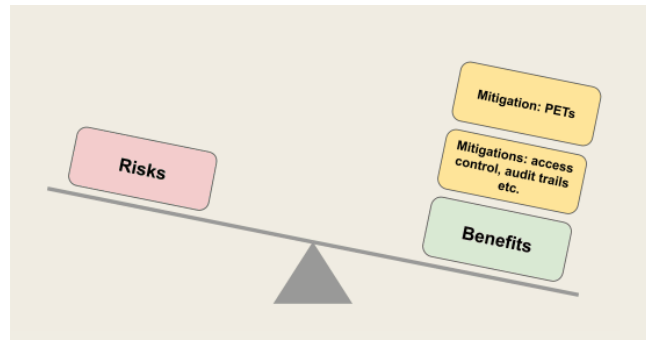 Risks
Mitigation: PETs
Mitigations: access
control, audit trails
etc.
Benefits